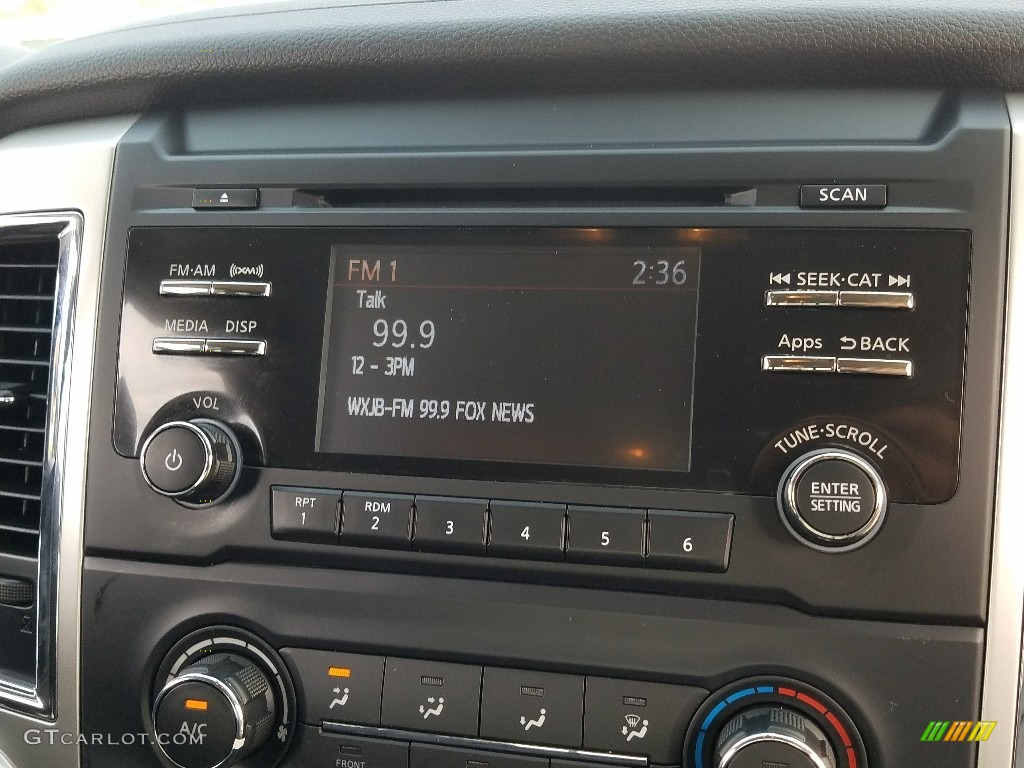 SCAN
FM·AM ((XM))
SEEK·CAT
FM 1 2:36
Talk
MEDIA DISP
99.9
Apps BACK
12 - 3PM
VOL
WXJB-FM 99.9 FOX NEWS
TUNE·SCROLL
ENTER
SETTING
RPT
1
RDM
2
3
4
5
6
A/C
FRONT
GTCARLOT.COM